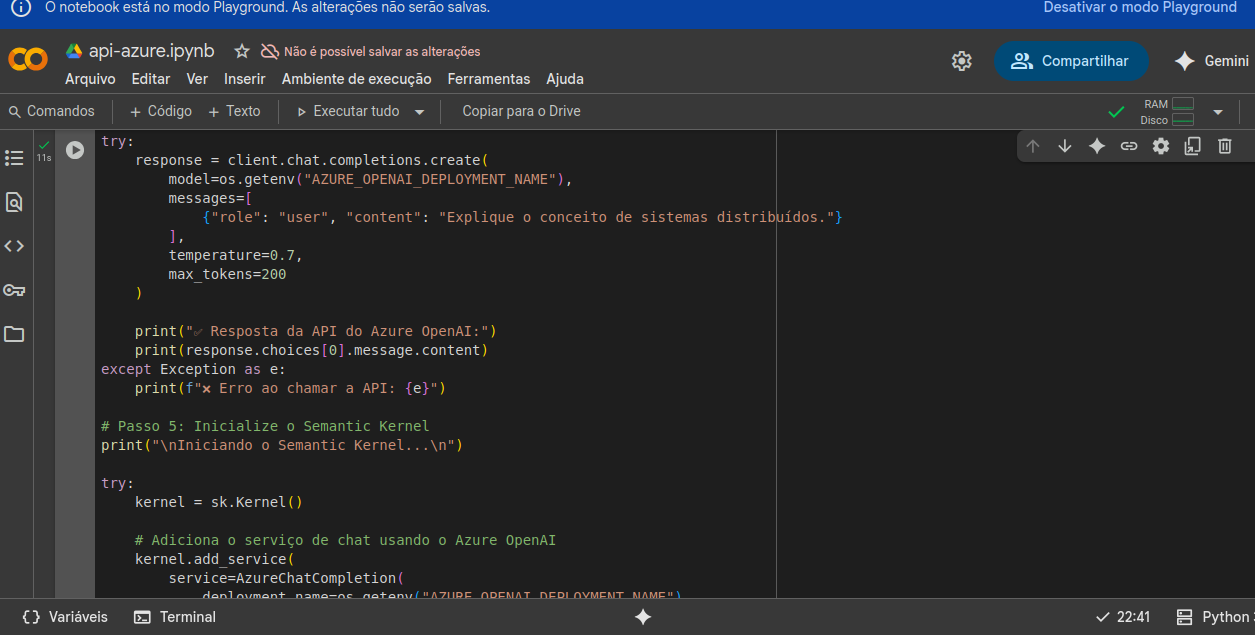 O notebook está no modo Playground. As alterações não serão salvas.
Desativar o modo Playground
api-azure.ipynb
Não é possível salvar as alterações
Arquivo Editar Ver Inserir Ambiente de execução Ferramentas Ajuda
Compartilhar
Gemini
Comandos + Código + Texto Executar tudo Copiar para o Drive
RAM
Disco
11s
try:
    response = client.chat.completions.create(
        model=os.getenv("AZURE_OPENAI_DEPLOYMENT_NAME"),
        messages=[
            {"role": "user", "content": "Explique o conceito de sistemas distribuídos."}
        ],
        temperature=0.7,
        max_tokens=200
    )
    print("✅ Resposta da API do Azure OpenAI:")
    print(response.choices[0].message.content)
except Exception as e:
    print(f"❌ Erro ao chamar a API: {e}")
# Passo 5: Inicialize o Semantic Kernel
print("\nIniciando o Semantic Kernel...\n")
try:
    kernel = sk.Kernel()
    # Adiciona o serviço de chat usando o Azure OpenAI
    kernel.add_service(
        service=AzureChatCompletion(
            deployment_name=os.getenv("AZURE_OPENAI_DEPLOYMENT_NAME")
Variáveis Terminal
22:41
Python